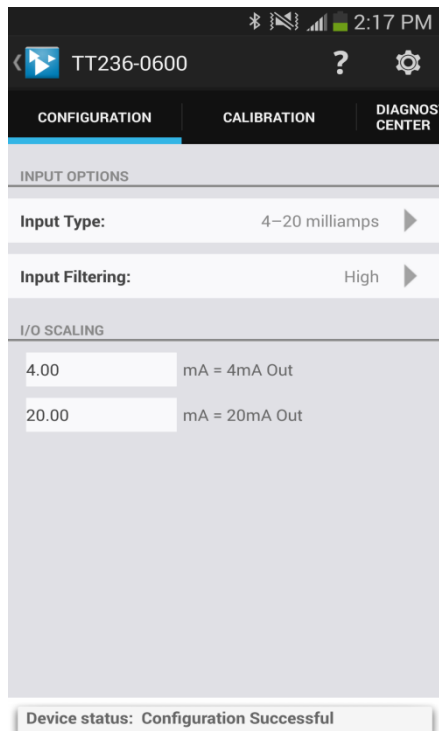 2:17 PM
TT236-0600 ?
CONFIGURATION CALIBRATION DIAGNOS
CENTER
INPUT OPTIONS
Input Type: 4–20 milliamps
Input Filtering: High
I/O SCALING
4.00 mA = 4mA Out
20.00 mA = 20mA Out
Device status: Configuration Successful